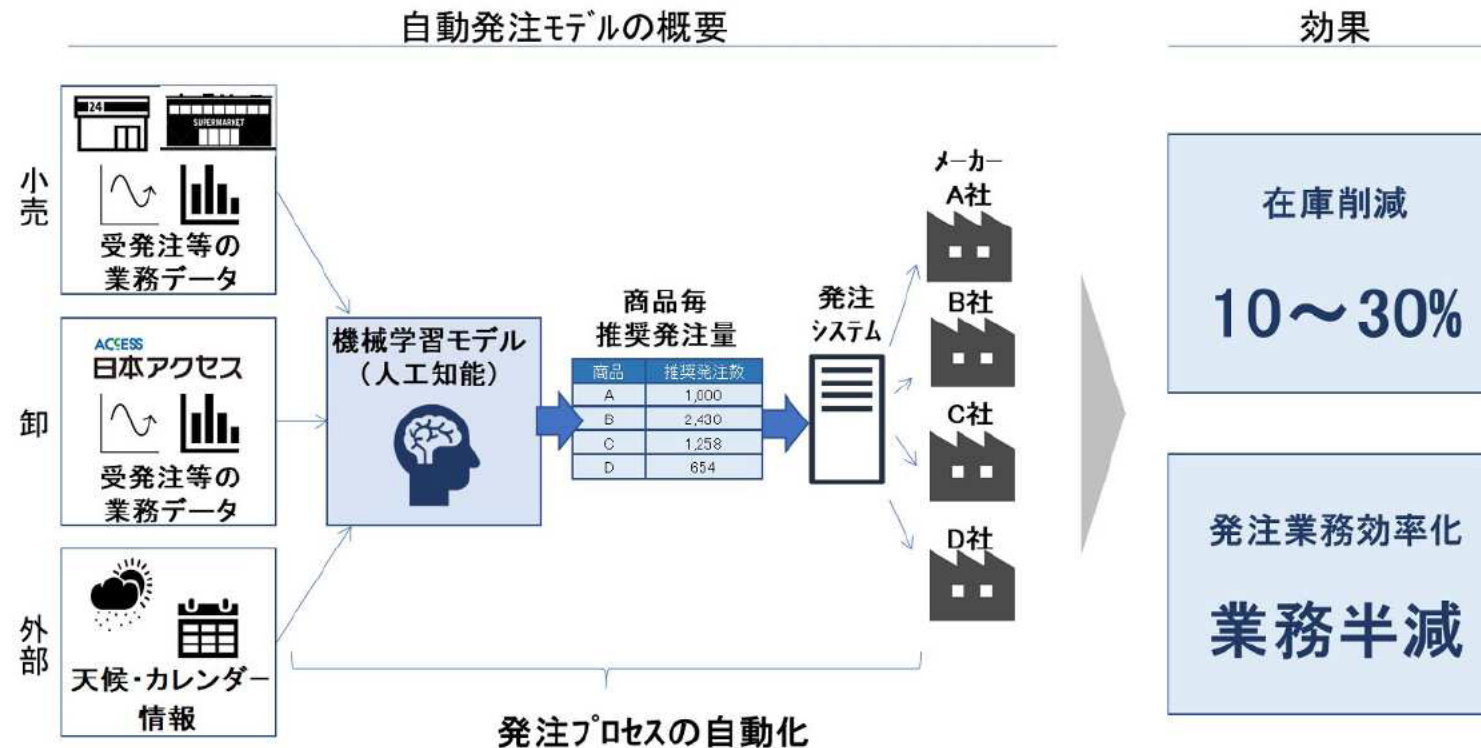 自動発注モデルの概要
効果
小売
24
SUPERMARKET
受発注等の
業務データ
卸
ACCESS
日本アクセス
受発注等の
業務データ
外部
天候・カレンダー
情報
機械学習モデル
(人工知能)
商品毎
推奨発注量
商品 推奨発注数
A 1,000
B 2,430
C 1,258
D 654
発注
システム
メーカー
A社
B社
C社
D社
発注プロセスの自動化
在庫削減
10~30%
発注業務効率化
業務半減